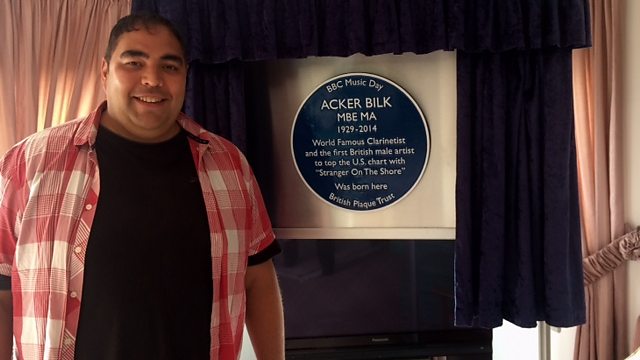 BBC Music Day
ACKER BILK
MBE MA
1929-2014
World Famous Clarinetist
and the first British male artist
to top the U.S. chart with
"Stranger On The Shore"
Was born here
British Plaque Trust
Panasonic